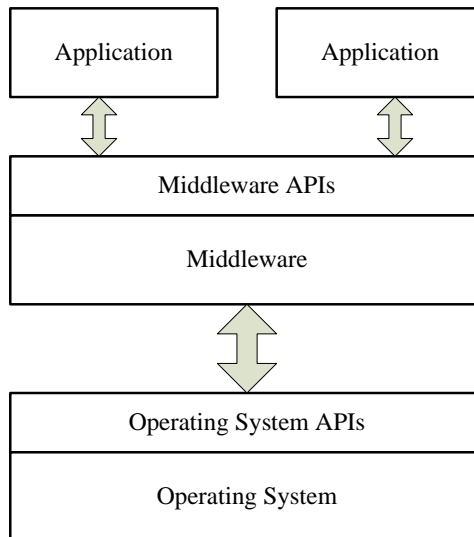 Application
Application
Middleware APIs
Middleware
Operating System APIs
Operating System